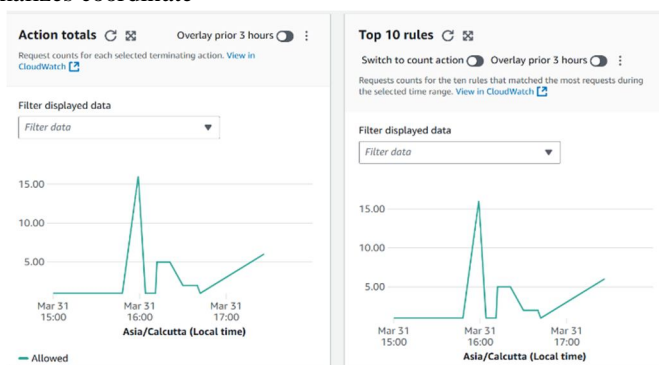 Action totals Overlay prior 3 hours
Request counts for each selected terminating action. View in
CloudWatch
Filter displayed data
Filter data
15.00
10.00
5.00
Mar 31 Mar 31 Mar 31
15:00 16:00 17:00
Asia/Calcutta (Local time)
Allowed
Top 10 rules
Switch to count action Overlay prior 3 hours
Requests counts for the ten rules that matched the most requests during
the selected time range. View in CloudWatch
Filter displayed data
Filter data
15.00
10.00
5.00
Mar 31 Mar 31 Mar 31
15:00 16:00 17:00
Asia/Calcutta (Local time)